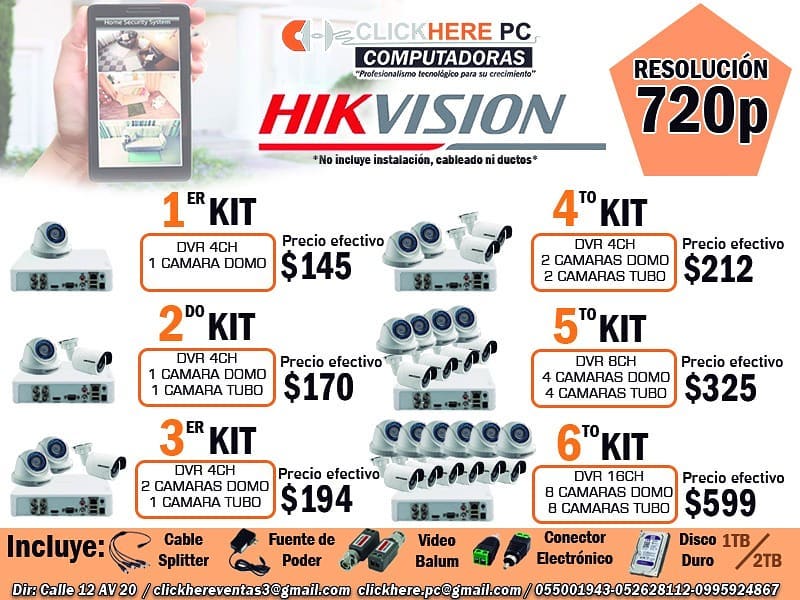 Home Security System
CLICKHERE PC
COMPUTADORAS
"Profesionalismo tecnológico para su crecimiento"
HIKVISION
*No incluye instalación, cableado ni ductos*
RESOLUCIÓN
720p
1ER KIT
DVR 4CH
1 CAMARA DOMO
Precio efectivo
$145
2DO KIT
DVR 4CH
1 CAMARA DOMO
1 CAMARA TUBO
Precio efectivo
$170
3ER KIT
DVR 4CH
2 CAMARAS DOMO
1 CAMARA TUBO
Precio efectivo
$194
4TO KIT
DVR 4CH
2 CAMARAS DOMO
2 CAMARAS TUBO
Precio efectivo
$212
5TO KIT
DVR 8CH
4 CAMARAS DOMO
4 CAMARAS TUBO
Precio efectivo
$325
6TO KIT
DVR 16CH
8 CAMARAS DOMO
8 CAMARAS TUBO
Precio efectivo
$599
Incluye:
Cable
Splitter
Fuente de
Poder
Video
Balum
Conector
Electrónico
Disco
Duro
1TB/
2TB
Dir: Calle 12 AV 20 / clickhereventas3@gmail.com clickhere.pc@gmail.com / 055001943-052628112-0995924867